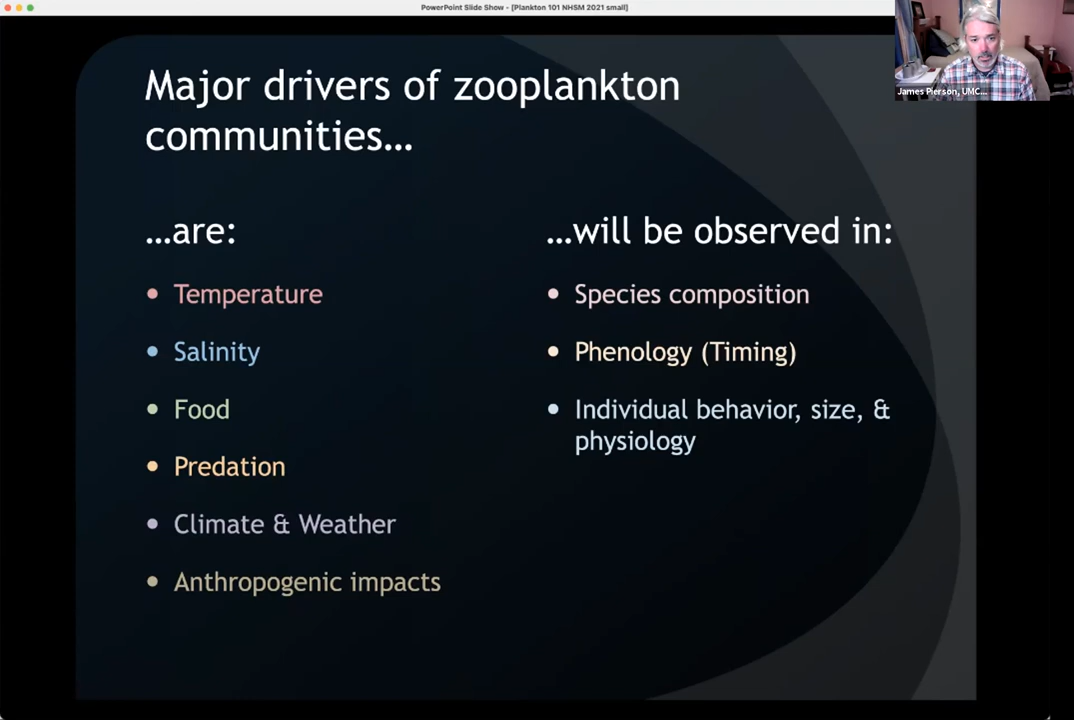 PowerPoint Slide Show - [Plankton 101 NHSM 2021 small]
James Pierson, UMC...
Major drivers of zooplankton
communities...
...are:
• Temperature
• Salinity
• Food
• Predation
• Climate & Weather
• Anthropogenic impacts
...will be observed in:
• Species composition
• Phenology (Timing)
• Individual behavior, size, &
physiology